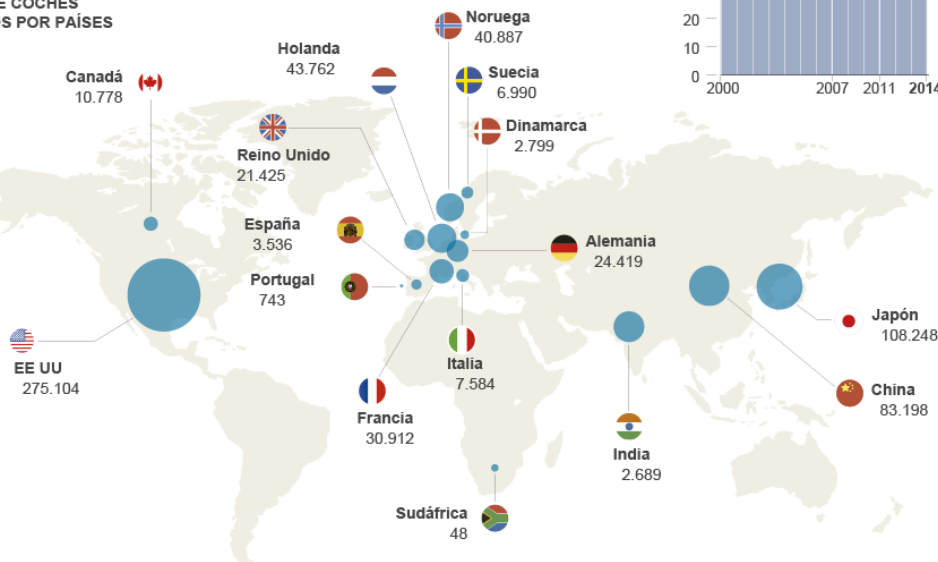 E COCHES
S POR PAÍSES
20
10
0
2000 2007 2011 2014
Noruega
40.887
Holanda
43.762
Suecia
6.990
Canadá
10.778
Dinamarca
2.799
Reino Unido
21.425
España
3.536
Alemania
24.419
Portugal
743
Japón
108.248
EE UU
275.104
Italia
7.584
China
83.198
Francia
30.912
India
2.689
Sudáfrica
48